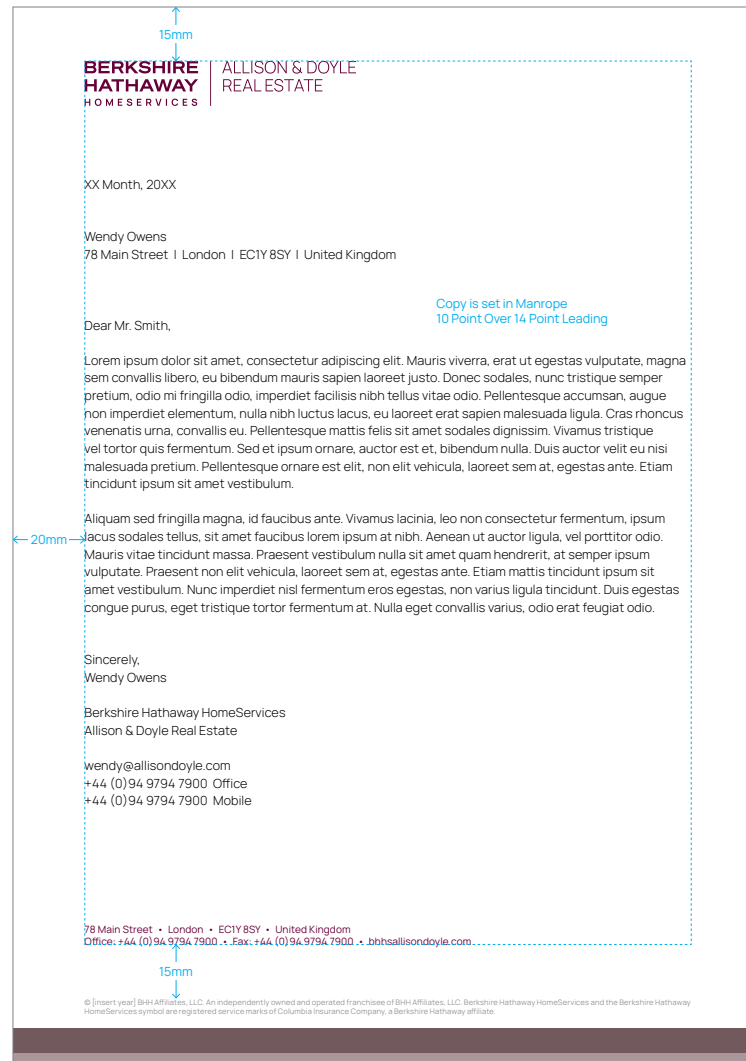 15mm
BERKSHIRE
HATHAWAY
HOMESERVICES
ALLISON & DOYLE
REAL ESTATE
XX Month, 20XX
Wendy Owens
78 Main Street | London | EC1Y 8SY | United Kingdom
Copy is set in Manrope
10 Point Over 14 Point Leading
Dear Mr. Smith,
Lorem ipsum dolor sit amet, consectetur adipiscing elit. Mauris viverra, erat ut egestas vulputate, magna
sem convallis libero, eu bibendum mauris sapien laoreet justo. Donec sodales, nunc tristique semper
pretium, odio mi fringilla odio, imperdiet facilisis nibh tellus vitae odio. Pellentesque accumsan, augue
non imperdiet elementum, nulla nibh luctus lacus, eu laoreet erat sapien malesuada ligula. Cras rhoncus
venenatis urna, convallis eu. Pellentesque mattis felis sit amet sodales dignissim. Vivamus tristique
vel tortor quis fermentum. Sed et ipsum ornare, auctor est et, bibendum nulla. Duis auctor velit eu nisi
malesuada pretium. Pellentesque ornare est elit, non elit vehicula, laoreet sem at, egestas ante. Etiam
tincidunt ipsum sit amet vestibulum.
Aliquam sed fringilla magna, id faucibus ante. Vivamus lacinia, leo non consectetur fermentum, ipsum
lacus sodales tellus, sit amet faucibus lorem ipsum at nibh. Aenean ut auctor ligula, vel porttitor odio.
20mm
Mauris vitae tincidunt massa. Praesent vestibulum nulla sit amet quam hendrerit, at semper ipsum
vulputate. Praesent non elit vehicula, laoreet sem at, egestas ante. Etiam mattis tincidunt ipsum sit
amet vestibulum. Nunc imperdiet nisl fermentum eros egestas, non varius ligula tincidunt. Duis egestas
congue purus, eget tristique tortor fermentum at. Nulla eget convallis varius, odio erat feugiat odio.
Sincerely,
Wendy Owens
Berkshire Hathaway HomeServices
Allison & Doyle Real Estate
wendy@allisondoyle.com
+44 (0)94 9794 7900 Office
+44 (0)94 9794 7900 Mobile
78 Main Street • London • EC1Y 8SY • United Kingdom
Office: +44 (0)94 9794 7900 • Fax: +44 (0)94 9794 7900 • bhhsallisondoyle.com
15mm
© [insert year] BHH Affiliates, LLC. An independently owned and operated franchisee of BHH Affiliates, LLC. Berkshire Hathaway HomeServices and the Berkshire Hathaway
HomeServices symbol are registered service marks of Columbia Insurance Company, a Berkshire Hathaway affiliate.